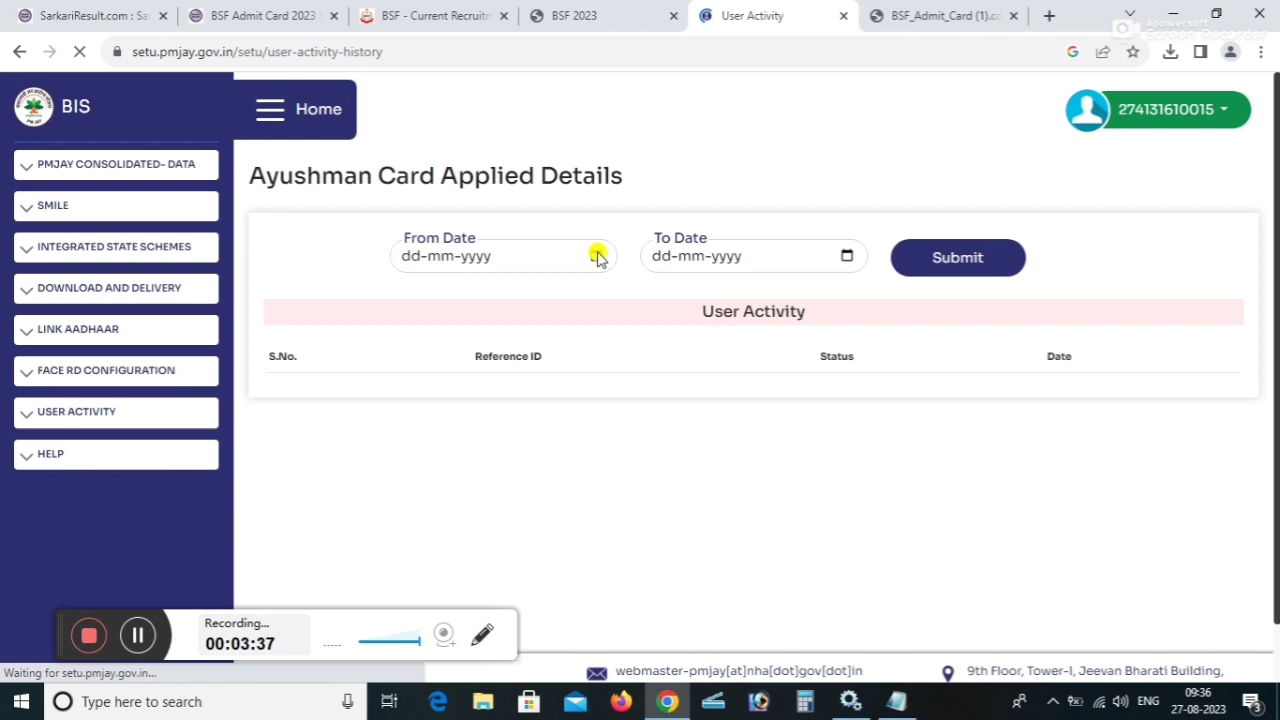 SarkariResult.com : Sa
BSF Admit Card 2023
BSF - Current Recruitm
BSF 2023
User Activity
BSF_Admit_Card (1).c
Apowersoft
Screen Recorder
setu.pmjay.gov.in/setu/user-activity-history
BIS
Home
274131610015
PMJAY CONSOLIDATED- DATA
SMILE
INTEGRATED STATE SCHEMES
DOWNLOAD AND DELIVERY
LINK AADHAAR
FACE RD CONFIGURATION
USER ACTIVITY
HELP
Ayushman Card Applied Details
From Date
dd-mm-yyyy
To Date
dd-mm-yyyy
Submit
User Activity
S.No. Reference ID Status Date
Recording...
00:03:37
Waiting for setu.pmjay.gov.in...
webmaster-pmjay[at]nha[dot]gov[dot]in
9th Floor, Tower-l, Jeevan Bharati Building,
Type here to search
ENG
09:36
27-08-2023
3